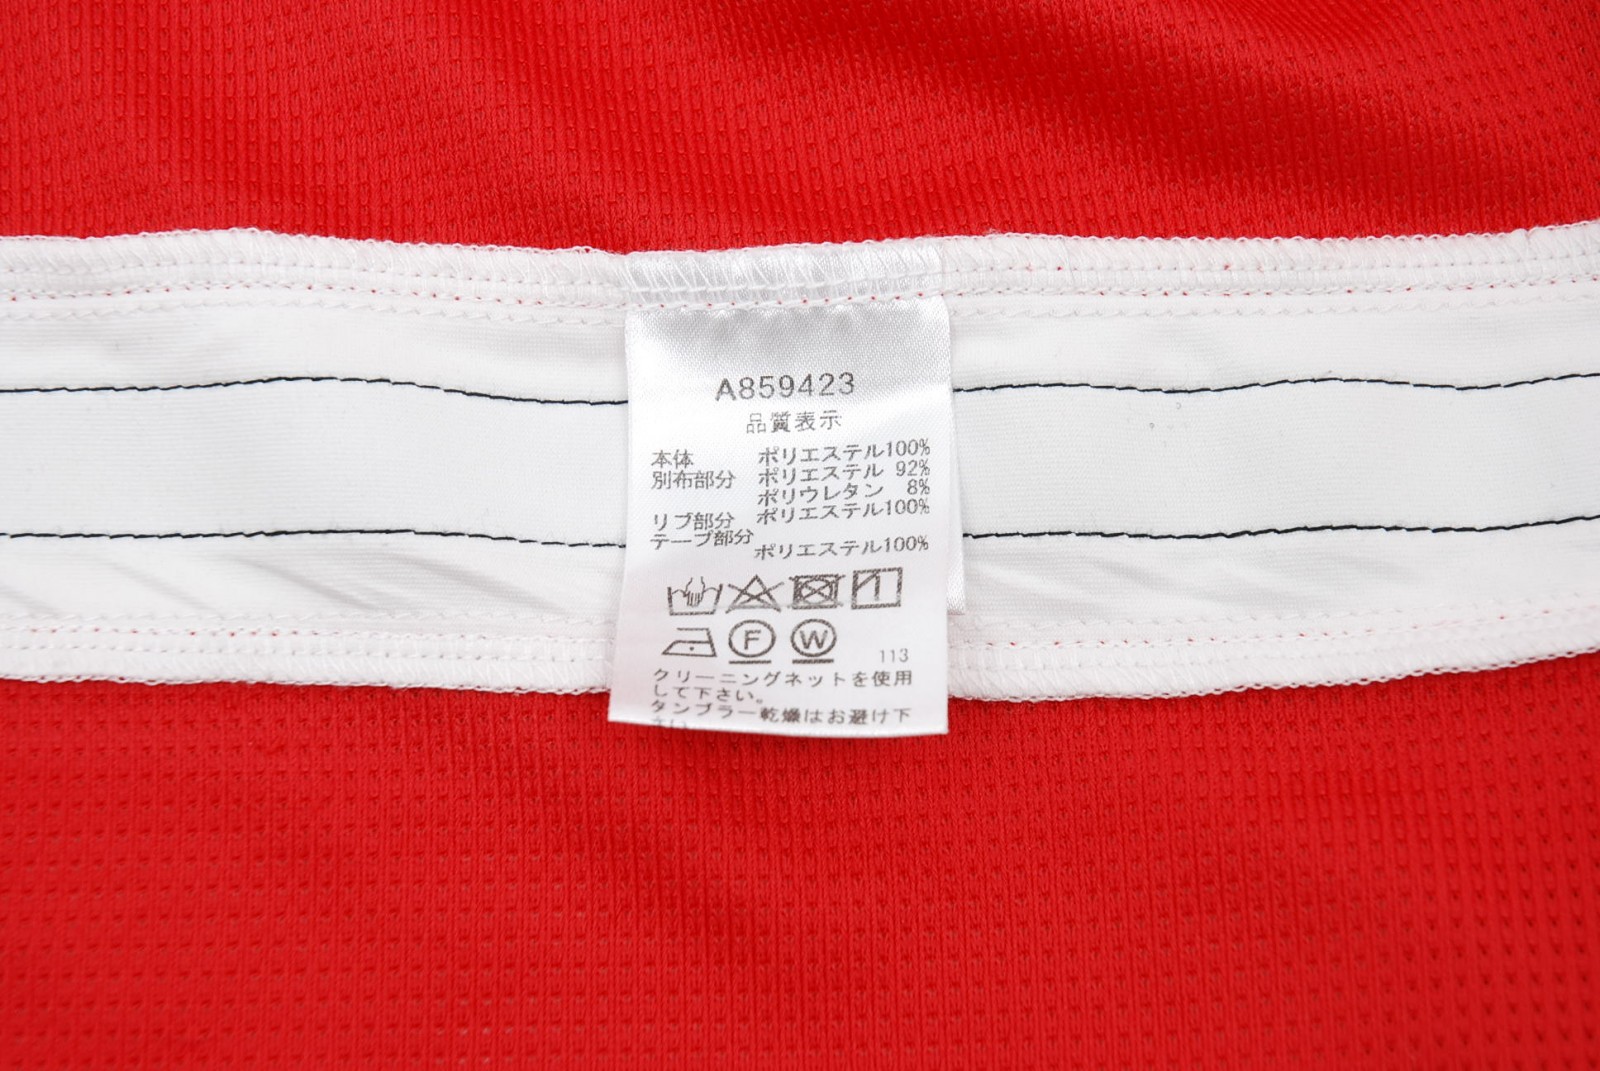 A859423
品質表示
本体 ポリエステル100%
別布部分 ポリエステル 92%
ポリウレタン 8%
リブ部分 ポリエステル100%
テープ部分
ポリエステル100%
F W 113
クリーニングネットを使用
して下さい。
タンブラー乾燥はお避け下
さい